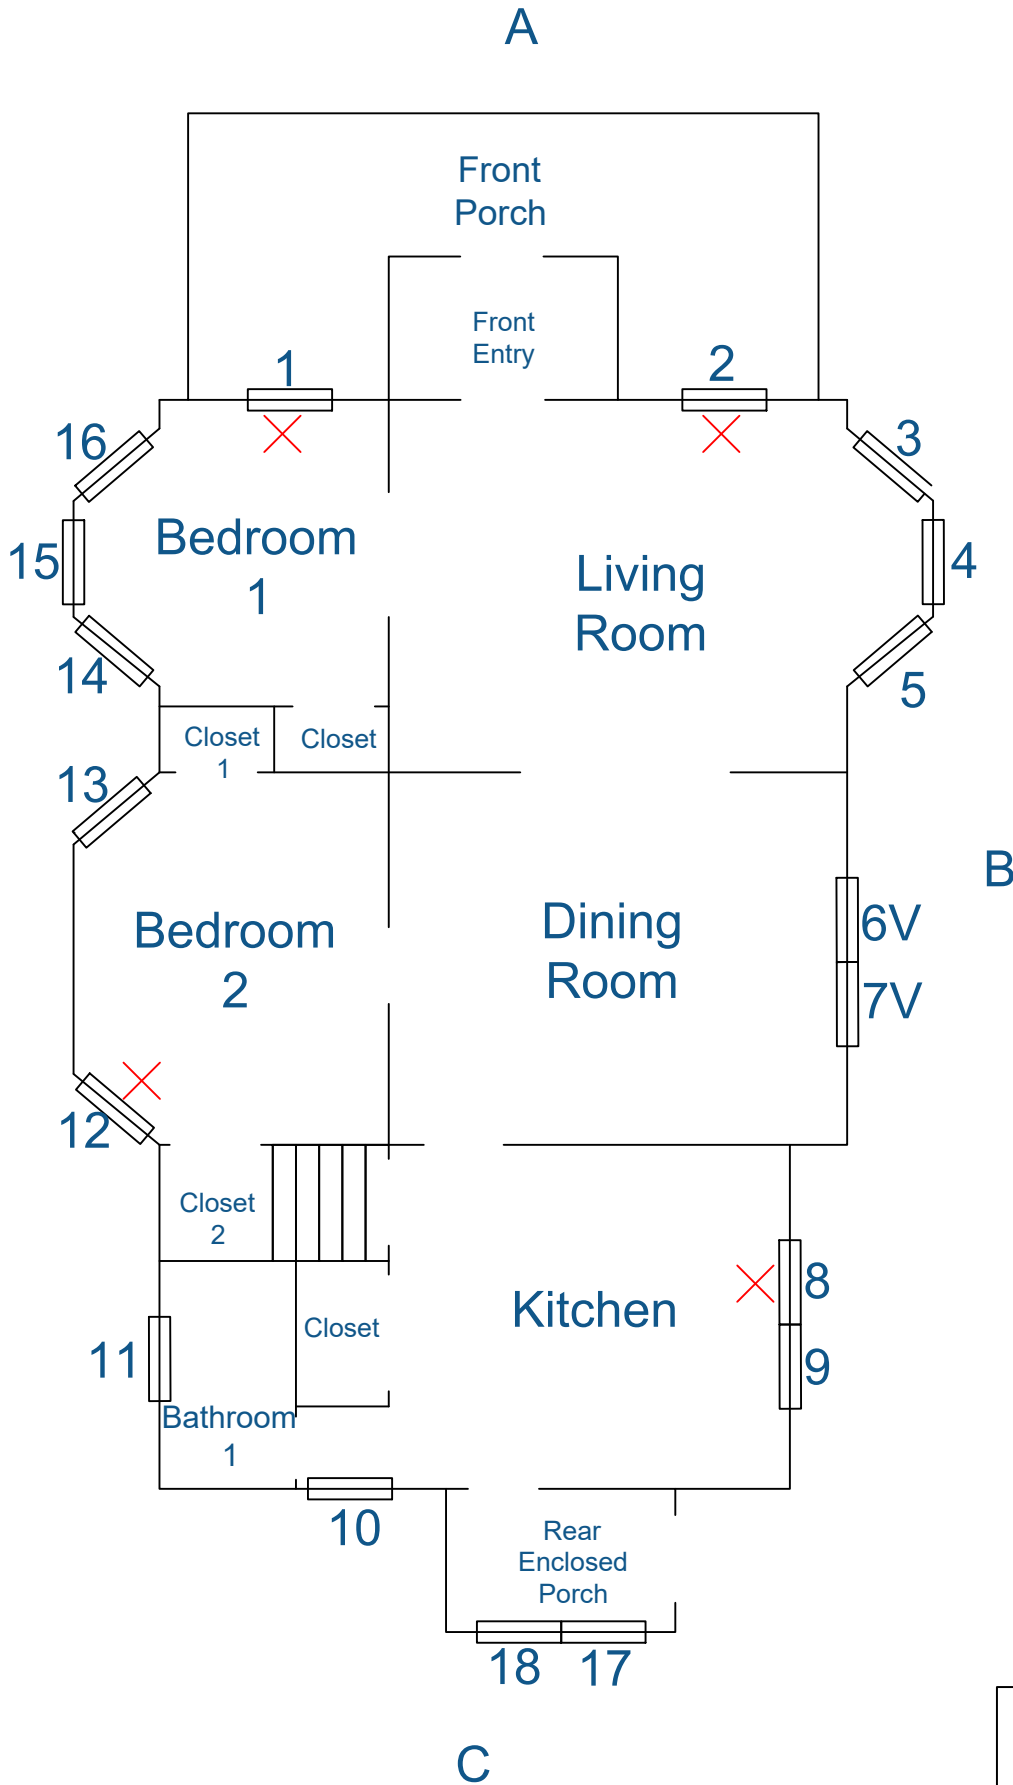 A
Front
Porch
Front
Entry
1
2
16
3
15
Bedroom
1
Living
Room
4
14
5
Closet
1
Closet
13
B
Bedroom
2
Dining
Room
6V
7V
12
Closet
2
8
Kitchen
Closet
11
9
Bathroom
1
10
Rear
Enclosed
Porch
18
17
C